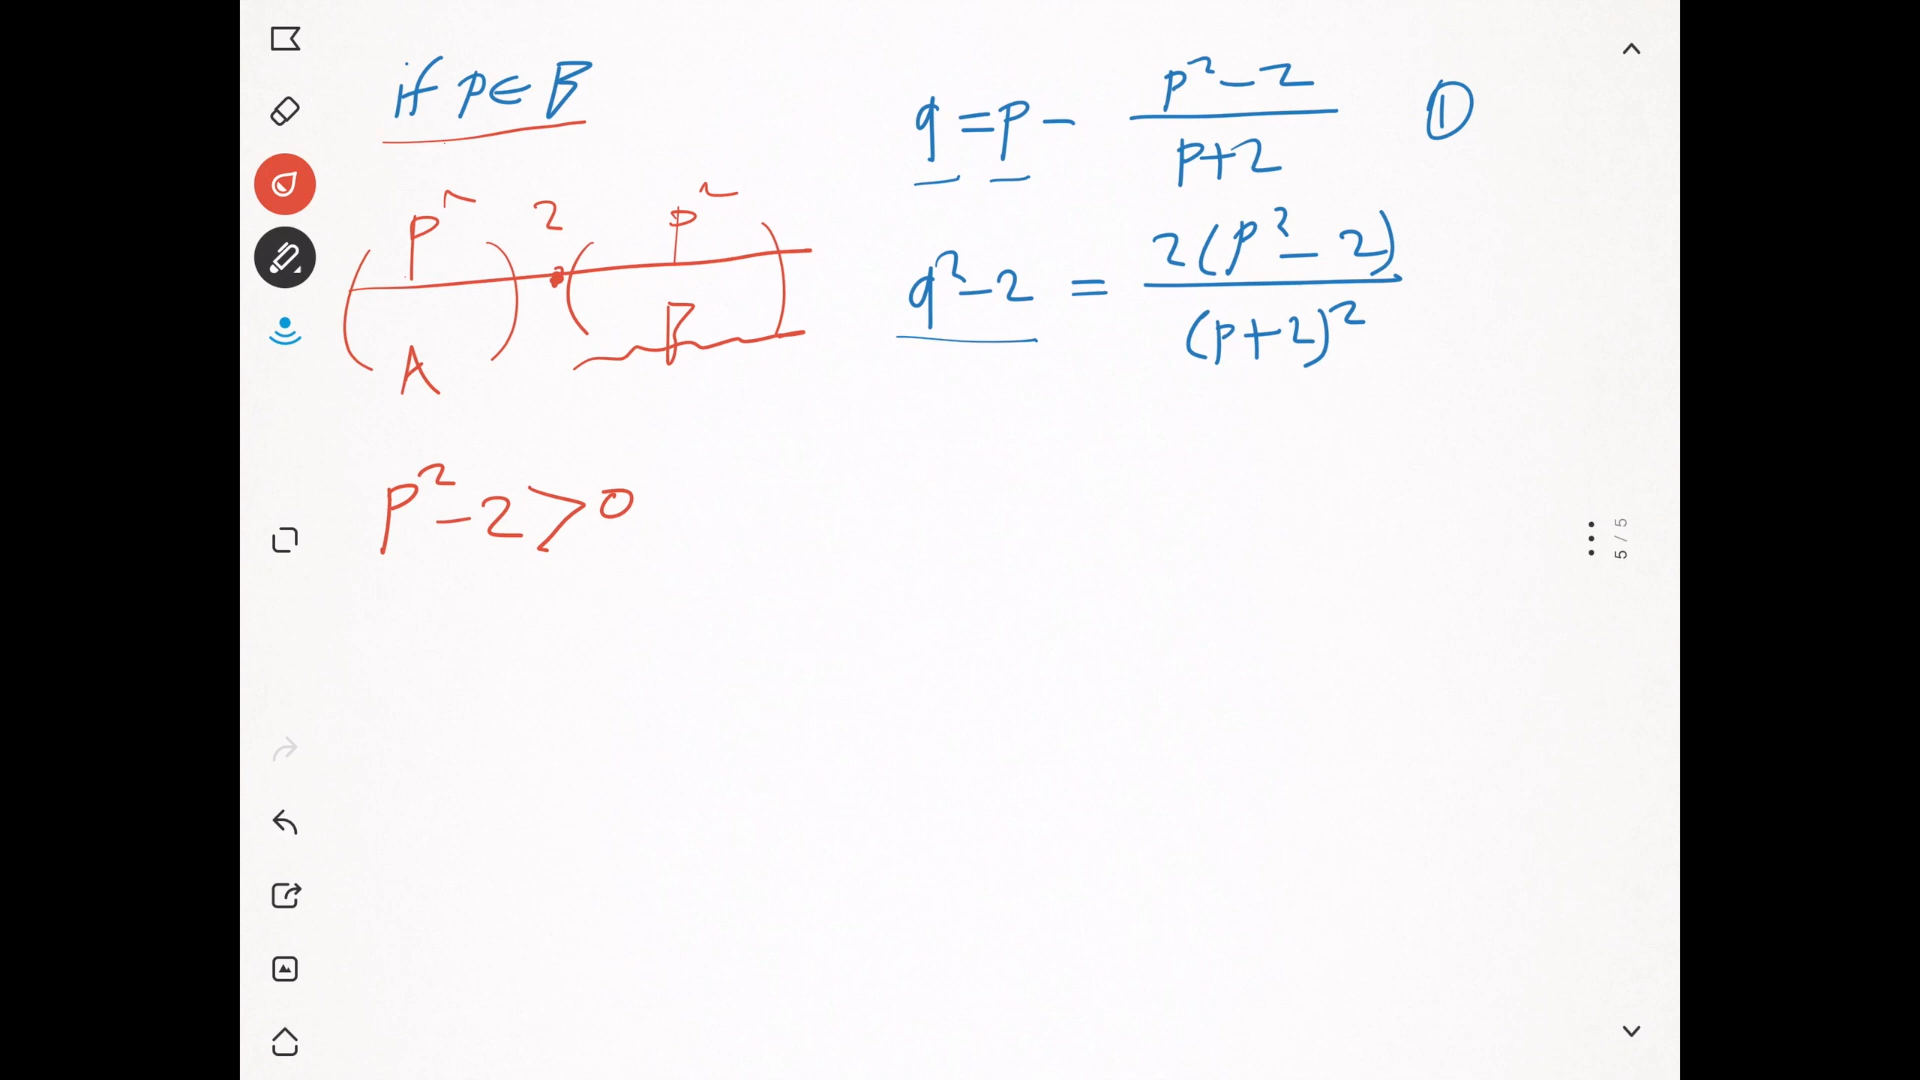 if p ∈ B
q = p - (p² - 2)/(p + 2) ①
p² 2 p²
A B
q² - 2 = 2(p² - 2)/(p + 2)²
p² - 2 > 0
5 / 5